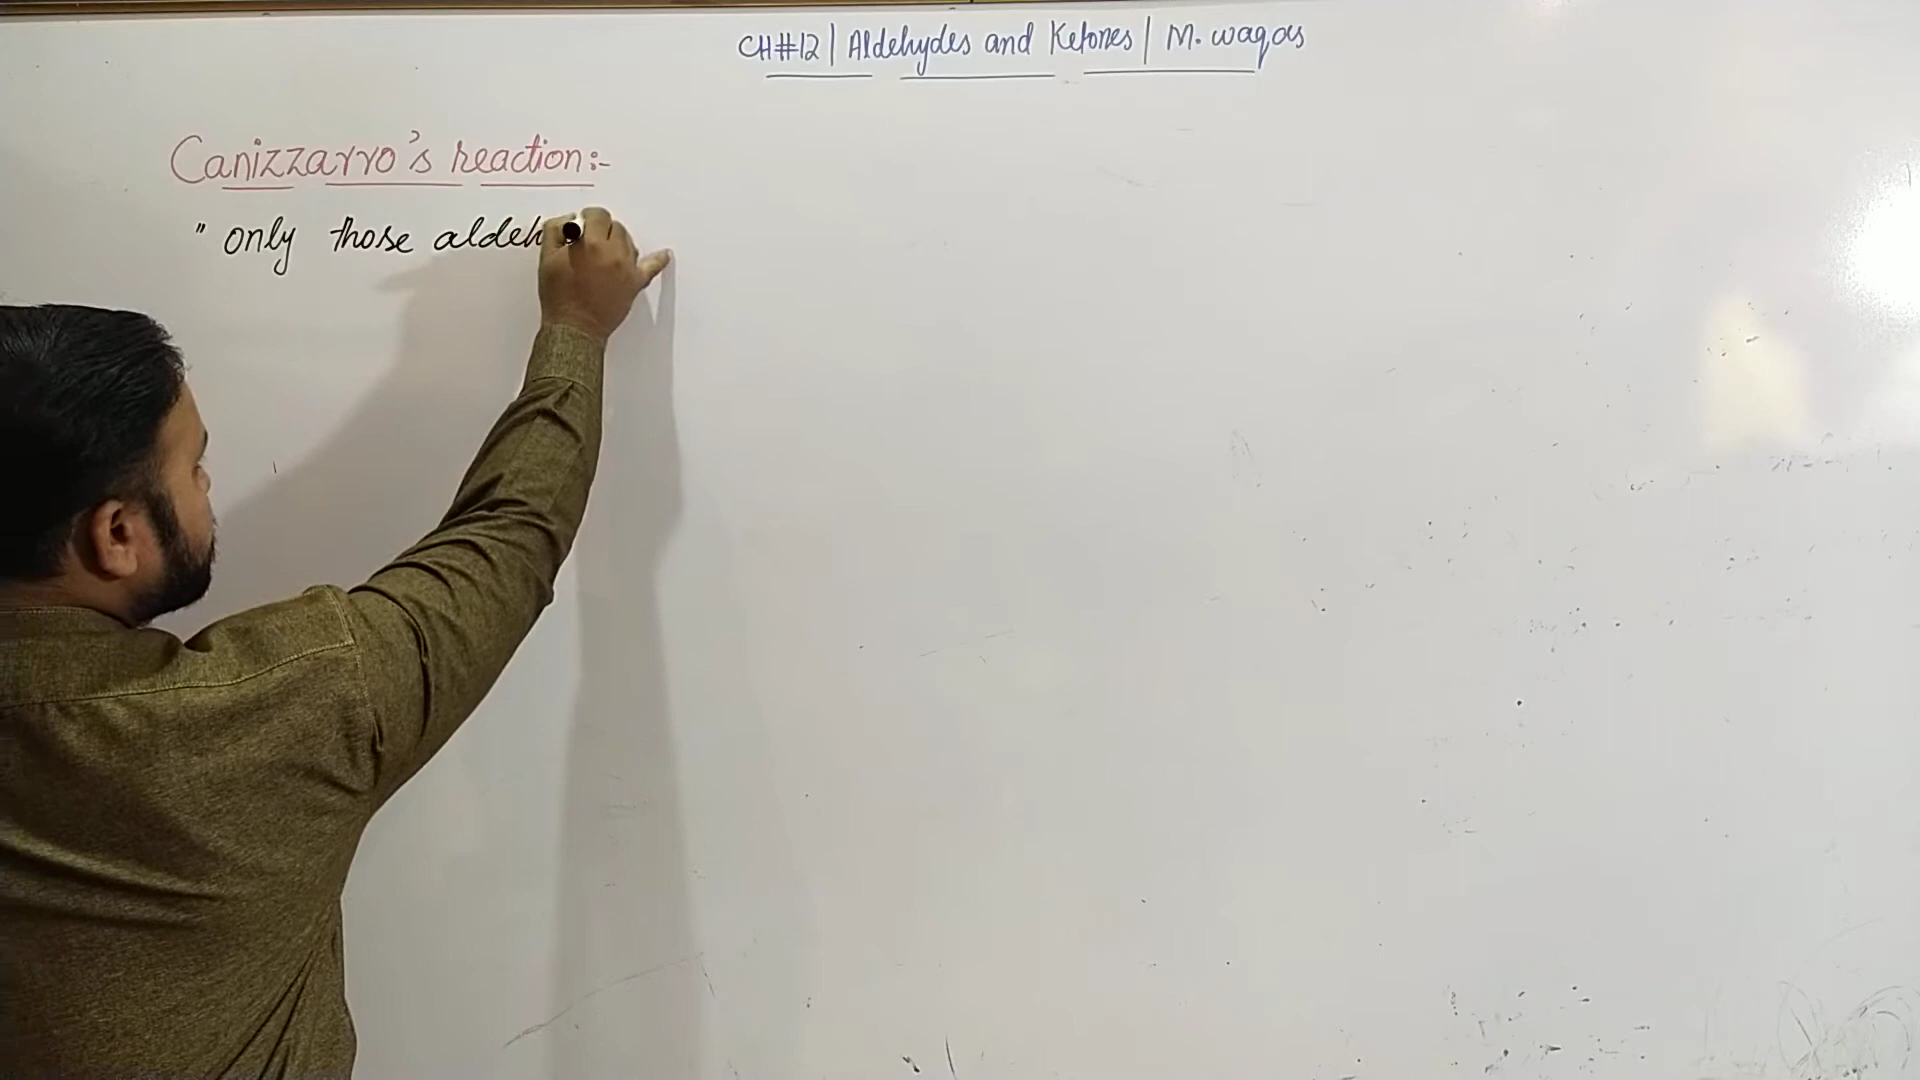 CH#12 | Aldehydes and Ketones | M. waqas
Canizzarro's reaction:-
" only those aldeh